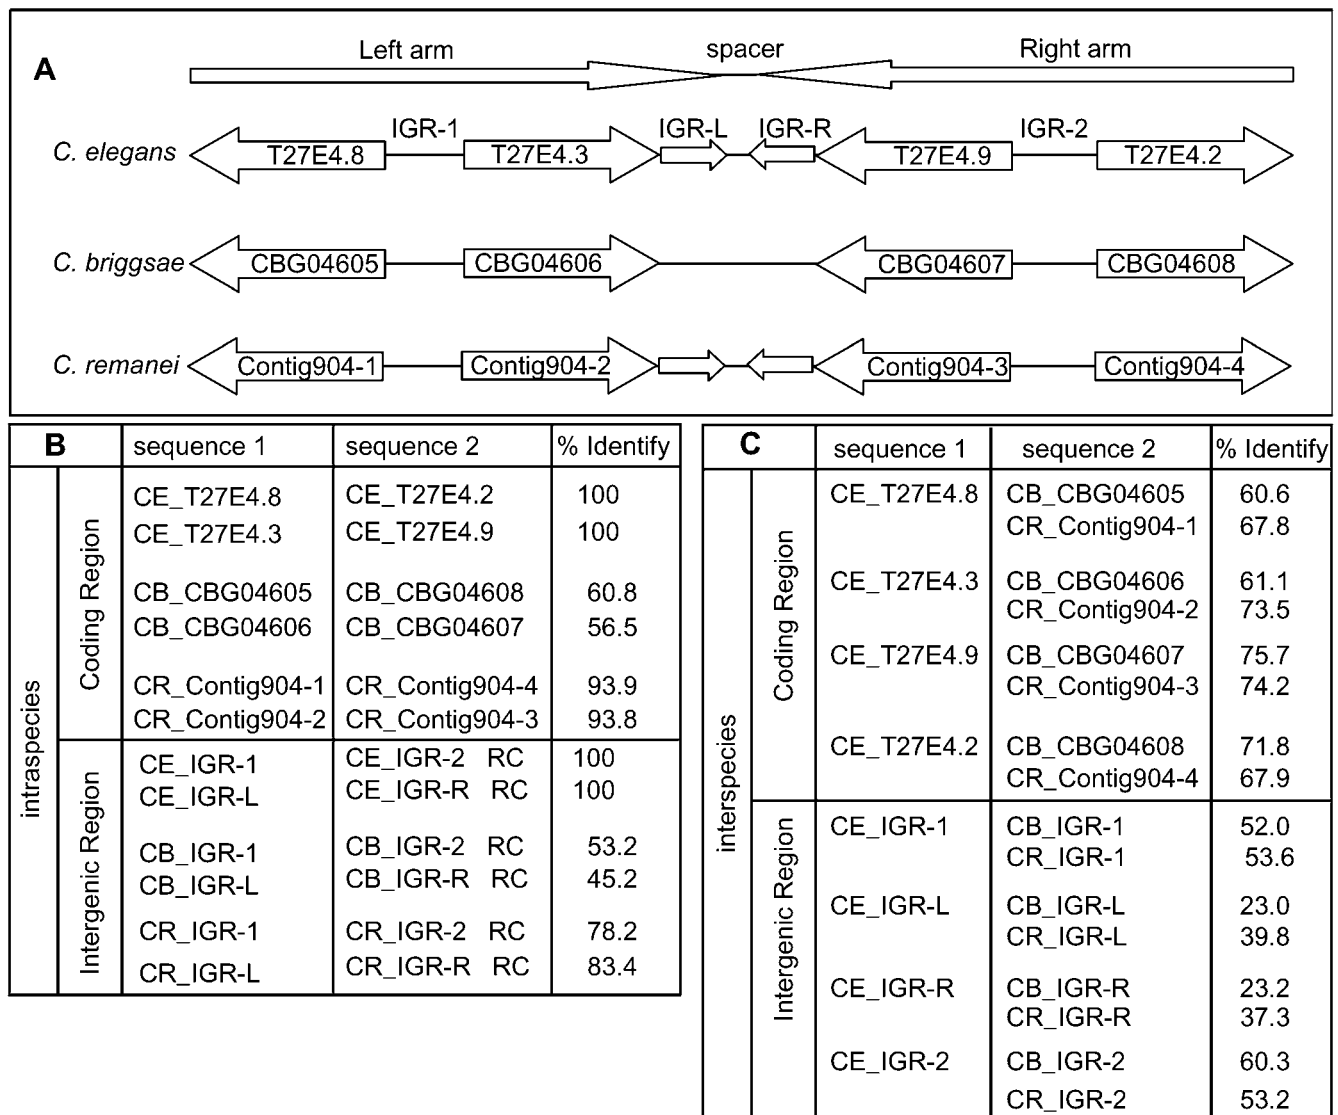 A
Left arm spacer Right arm
IGR-1 IGR-L IGR-R IGR-2
C. elegans T27E4.8 T27E4.3 T27E4.9 T27E4.2
C. briggsae CBG04605 CBG04606 CBG04607 CBG04608
C. remanei Contig904-1 Contig904-2 Contig904-3 Contig904-4
B sequence 1 sequence 2 % Identify
intraspecies
Coding Region
CE_T27E4.8 CE_T27E4.2 100
CE_T27E4.3 CE_T27E4.9 100
CB_CBG04605 CB_CBG04608 60.8
CB_CBG04606 CB_CBG04607 56.5
CR_Contig904-1 CR_Contig904-4 93.9
CR_Contig904-2 CR_Contig904-3 93.8
Intergenic Region
CE_IGR-1 CE_IGR-2 RC 100
CE_IGR-L CE_IGR-R RC 100
CB_IGR-1 CB_IGR-2 RC 53.2
CB_IGR-L CB_IGR-R RC 45.2
CR_IGR-1 CR_IGR-2 RC 78.2
CR_IGR-L CR_IGR-R RC 83.4
C sequence 1 sequence 2 % Identify
interspecies
Coding Region
CE_T27E4.8 CB_CBG04605 60.6
CR_Contig904-1 67.8
CE_T27E4.3 CB_CBG04606 61.1
CR_Contig904-2 73.5
CE_T27E4.9 CB_CBG04607 75.7
CR_Contig904-3 74.2
CE_T27E4.2 CB_CBG04608 71.8
CR_Contig904-4 67.9
Intergenic Region
CE_IGR-1 CB_IGR-1 52.0
CR_IGR-1 53.6
CE_IGR-L CB_IGR-L 23.0
CR_IGR-L 39.8
CE_IGR-R CB_IGR-R 23.2
CR_IGR-R 37.3
CE_IGR-2 CB_IGR-2 60.3
CR_IGR-2 53.2